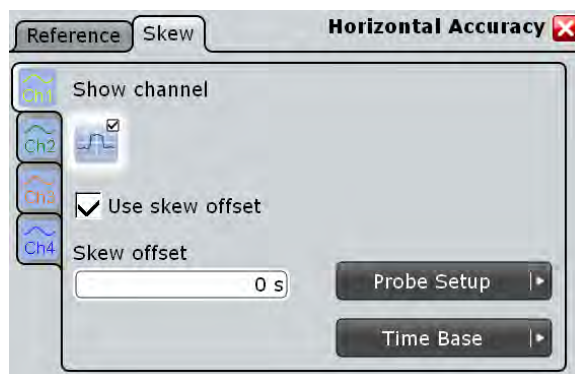 Reference Skew Horizontal Accuracy
Ch1 Show channel
Ch2
Ch3 Use skew offset
Ch4 Skew offset
0 s Probe Setup
Time Base